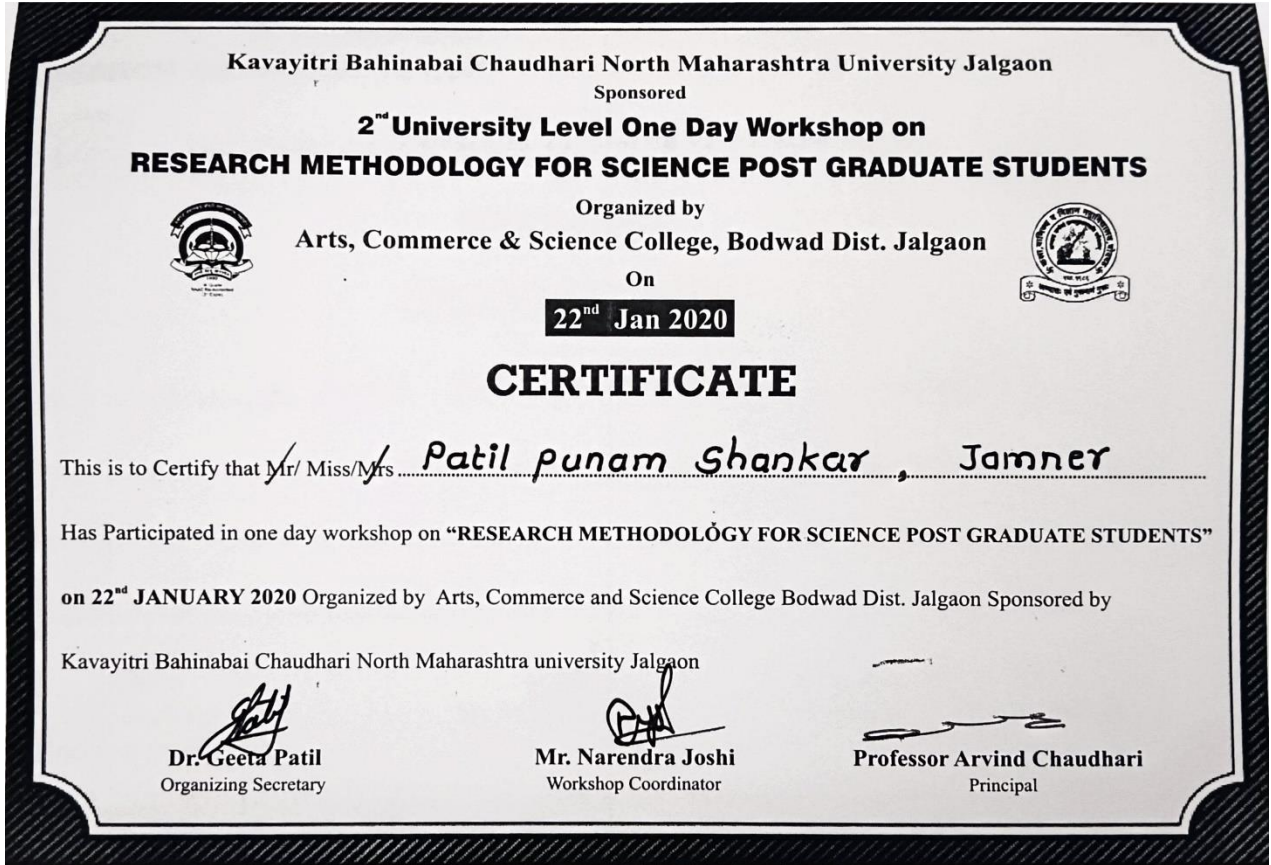 Kavayitri Bahinabai Chaudhari North Maharashtra University Jalgaon
Sponsored
2nd University Level One Day Workshop on
RESEARCH METHODOLOGY FOR SCIENCE POST GRADUATE STUDENTS
Organized by
Arts, Commerce & Science College, Bodwad Dist. Jalgaon
On
22nd Jan 2020
CERTIFICATE
This is to Certify that Mr/ Miss/Mrs Patil Punam Shankar, Jamner
Has Participated in one day workshop on “RESEARCH METHODOLOGY FOR SCIENCE POST GRADUATE STUDENTS”
on 22nd JANUARY 2020 Organized by Arts, Commerce and Science College Bodwad Dist. Jalgaon Sponsored by
Kavayitri Bahinabai Chaudhari North Maharashtra university Jalgaon
Dr. Geeta Patil
Organizing Secretary
Mr. Narendra Joshi
Workshop Coordinator
Professor Arvind Chaudhari
Principal